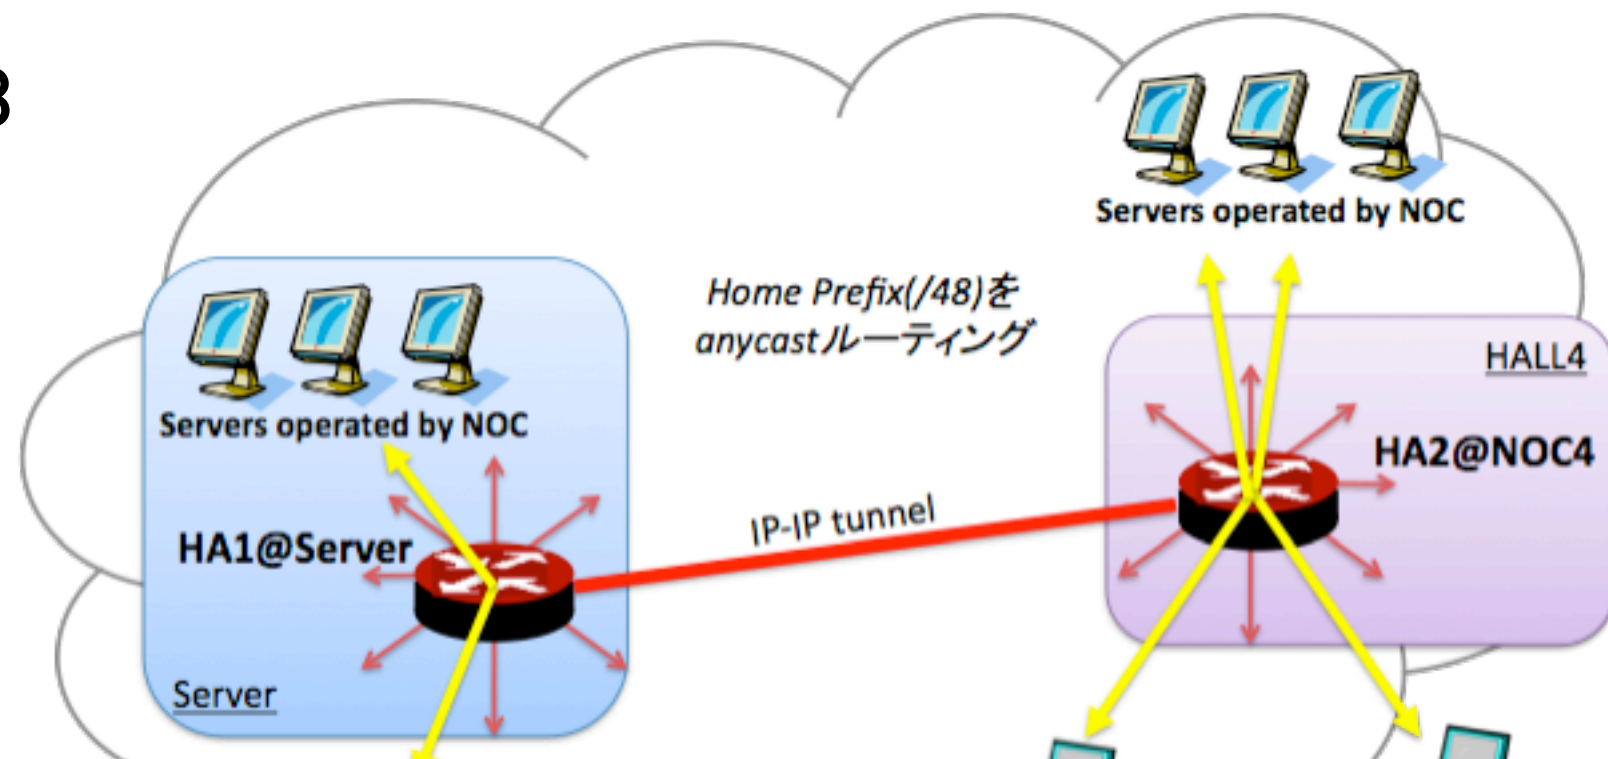 Servers operated by NOC
Home Prefix(/48)を
anycastルーティング
HALL4
Servers operated by NOC
HA2@NOC4
IP-IP tunnel
HA1@Server
Server